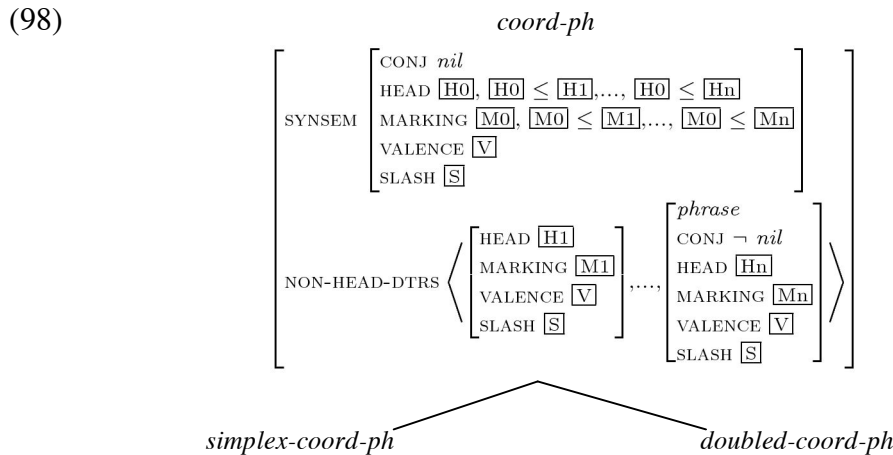 (98)
coord-ph
CONJ nil
HEAD H0, H0 ≤ H1,..., H0 ≤ Hn
SYNSEM MARKING M0, M0 ≤ M1,..., M0 ≤ Mn
VALENCE V
SLASH S
phrase
HEAD H1 CONJ ¬ nil
MARKING M1 HEAD Hn
NON-HEAD-DTRS ⟨ ,..., ⟩
VALENCE V MARKING Mn
SLASH S VALENCE V
SLASH S
simplex-coord-ph doubled-coord-ph